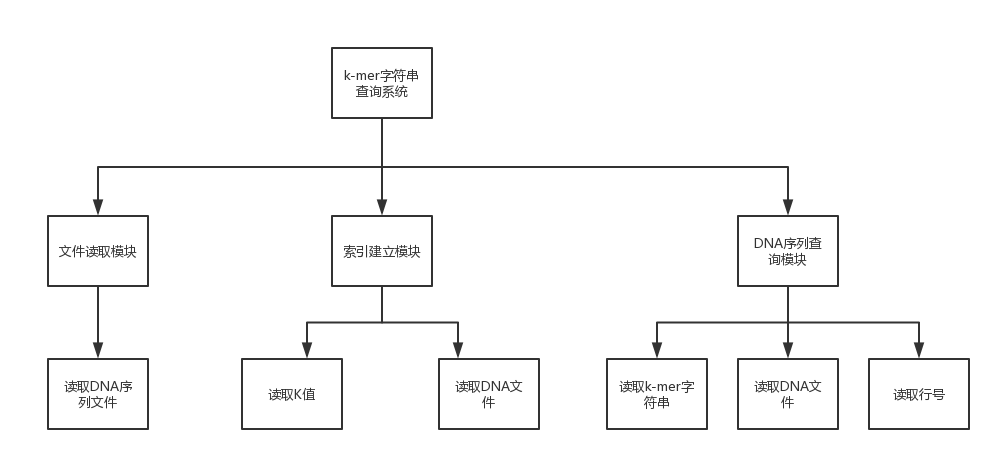 k-mer字符串
查询系统
文件读取模块
索引建立模块
DNA序列查
询模块
读取DNA序
列文件
读取K值
读取DNA文
件
读取k-mer字
符串
读取DNA文
件
读取行号